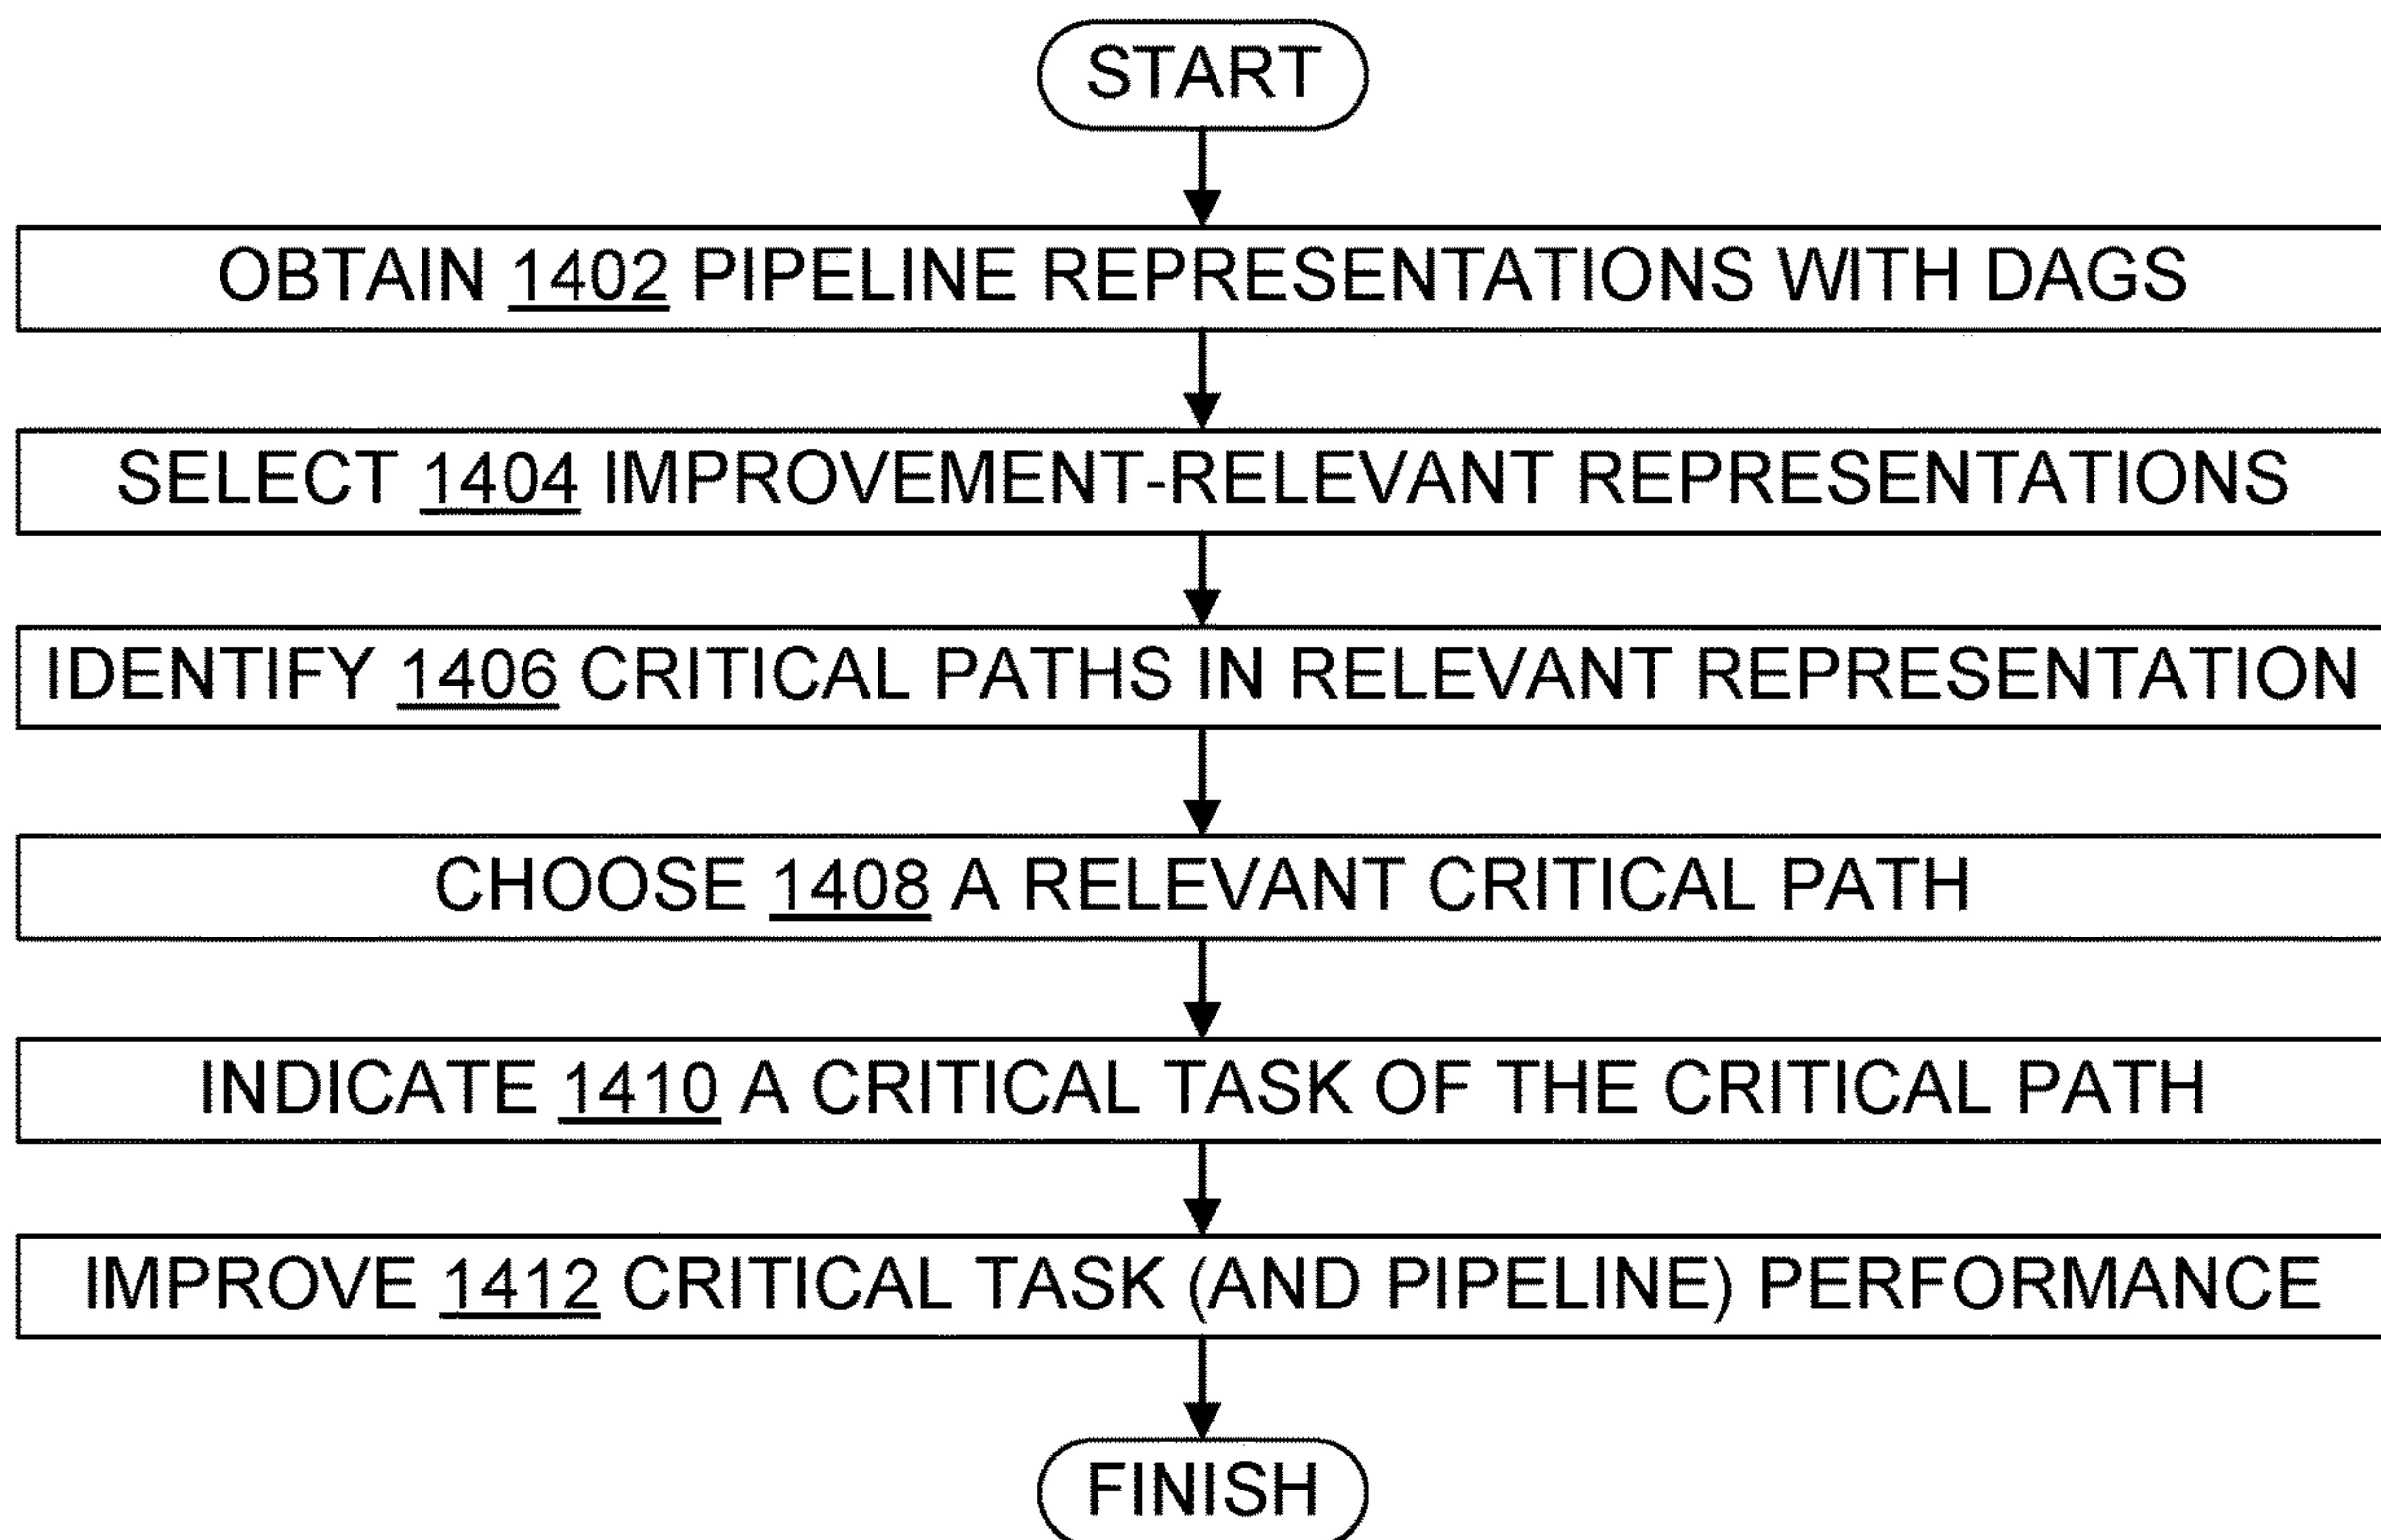 START
OBTAIN 1402 PIPELINE REPRESENTATIONS WITH DAGS
SELECT 1404 IMPROVEMENT-RELEVANT REPRESENTATIONS
IDENTIFY 1406 CRITICAL PATHS IN RELEVANT REPRESENTATION
CHOOSE 1408 A RELEVANT CRITICAL PATH
INDICATE 1410 A CRITICAL TASK OF THE CRITICAL PATH
IMPROVE 1412 CRITICAL TASK (AND PIPELINE) PERFORMANCE
FINISH